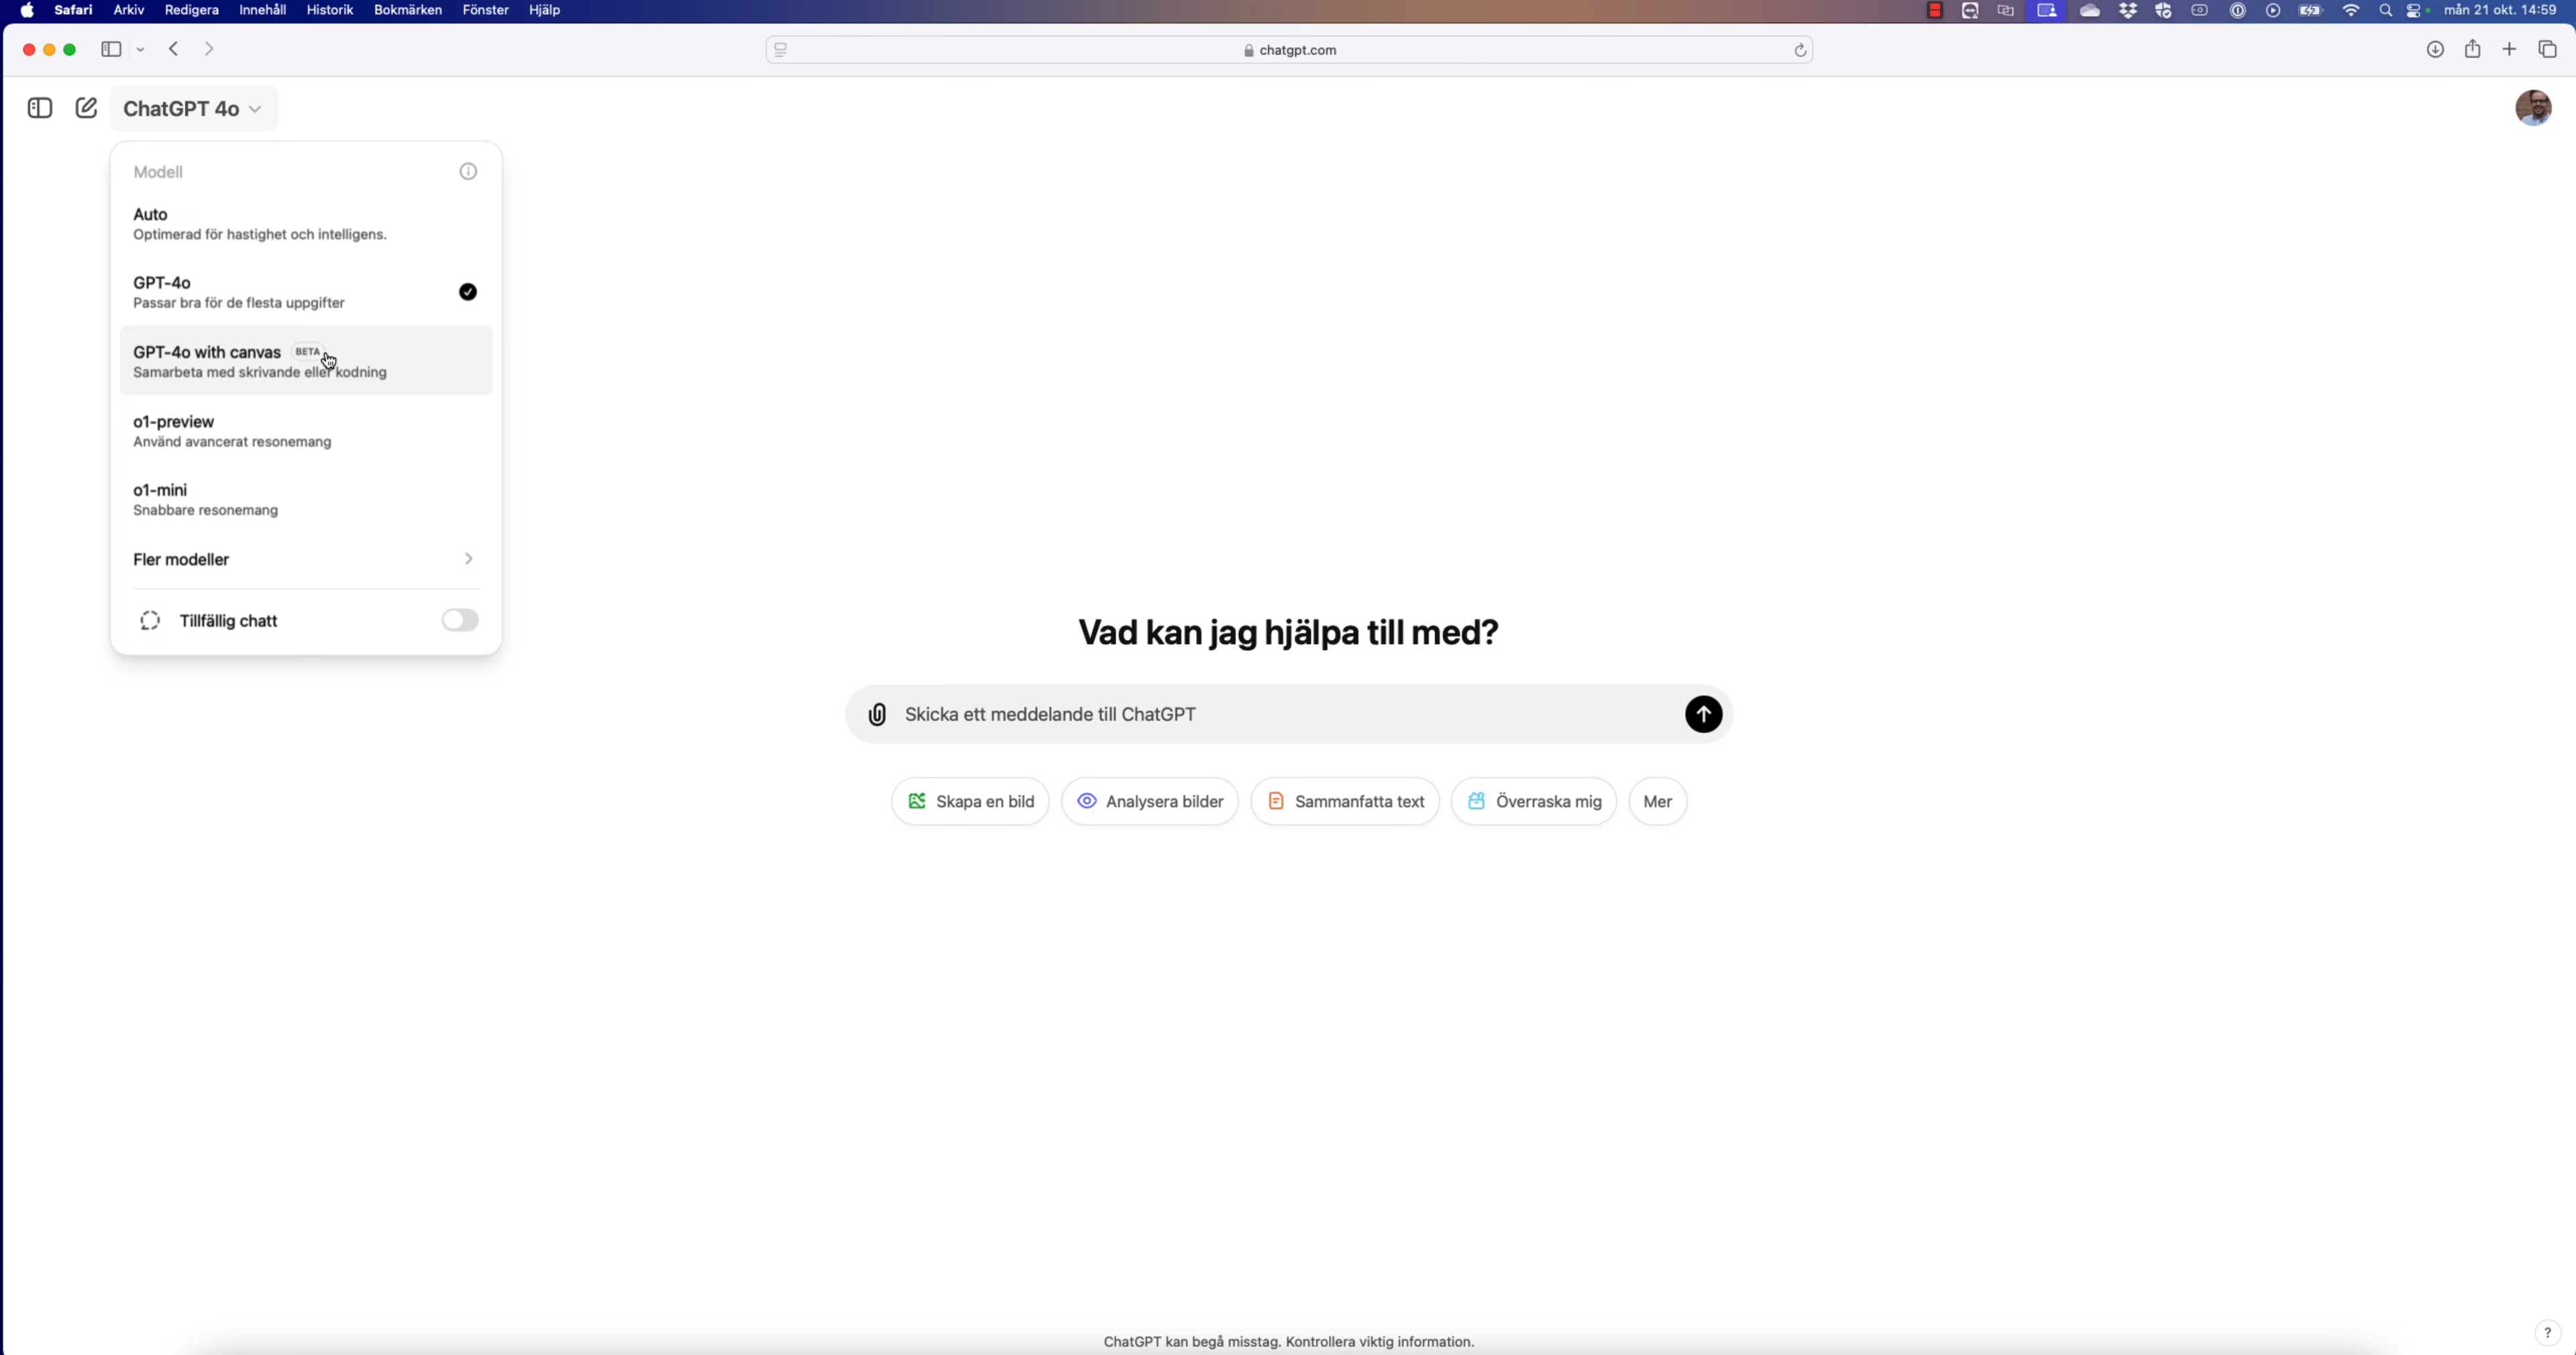 Safari Arkiv Redigera Innehåll Historik Bokmärken Fönster Hjälp mån 21 okt. 14:59
chatgpt.com
ChatGPT 4o
Modell
Auto
Optimerad för hastighet och intelligens.
GPT-4o
Passar bra för de flesta uppgifter
GPT-4o with canvas BETA
Samarbeta med skrivande eller kodning
o1-preview
Använd avancerat resonemang
o1-mini
Snabbare resonemang
Fler modeller
Tillfällig chatt
Vad kan jag hjälpa till med?
Skicka ett meddelande till ChatGPT
Skapa en bild Analysera bilder Sammanfatta text Överraska mig Mer
ChatGPT kan begå misstag. Kontrollera viktig information.
?